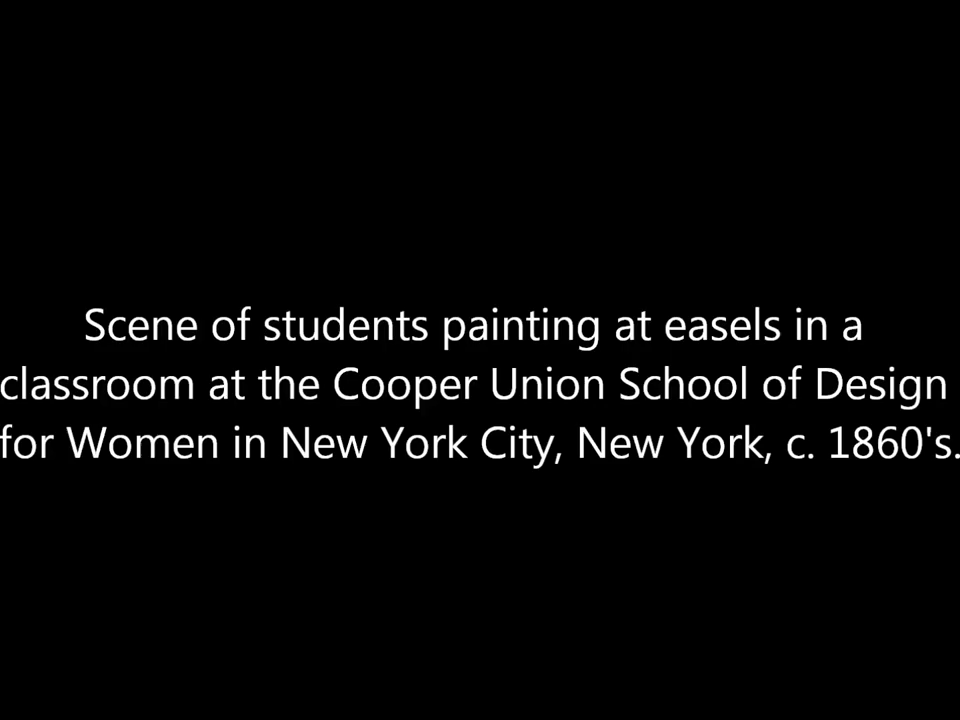 Scene of students painting at easels in a
classroom at the Cooper Union School of Design
for Women in New York City, New York, c. 1860's.